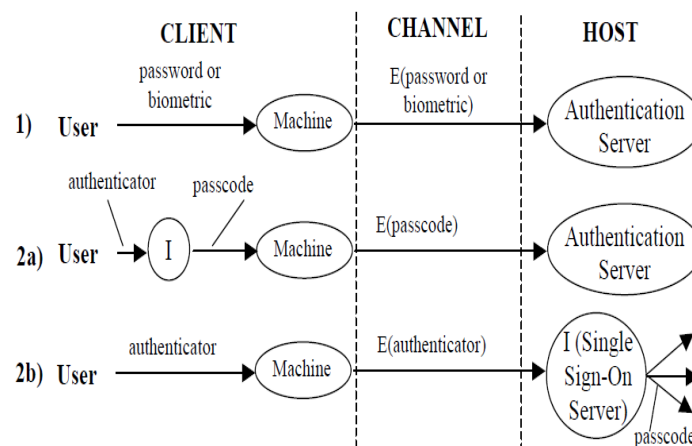 CLIENT
CHANNEL
HOST
password or
biometric
E(password or
biometric)
1) User
Machine
Authentication
Server
authenticator
passcode
2a) User
I
Machine
E(passcode)
Authentication
Server
authenticator
E(authenticator)
2b) User
Machine
I (Single
Sign-On
Server)
passcode